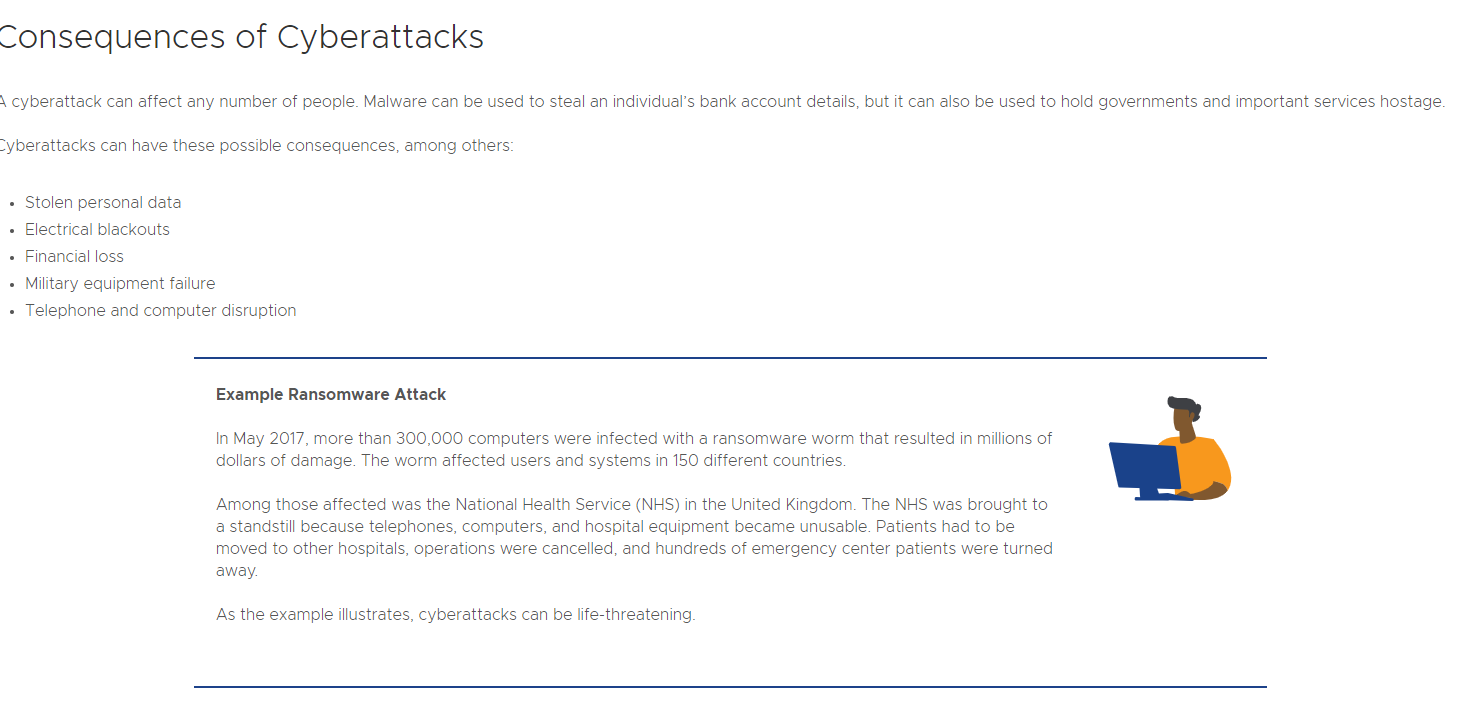 Consequences of Cyberattacks
A cyberattack can affect any number of people. Malware can be used to steal an individual's bank account details, but it can also be used to hold governments and important services hostage.
Cyberattacks can have these possible consequences, among others:
• Stolen personal data
• Electrical blackouts
• Financial loss
• Military equipment failure
• Telephone and computer disruption
Example Ransomware Attack
In May 2017, more than 300,000 computers were infected with a ransomware worm that resulted in millions of
dollars of damage. The worm affected users and systems in 150 different countries.
Among those affected was the National Health Service (NHS) in the United Kingdom. The NHS was brought to
a standstill because telephones, computers, and hospital equipment became unusable. Patients had to be
moved to other hospitals, operations were cancelled, and hundreds of emergency center patients were turned
away.
As the example illustrates, cyberattacks can be life-threatening.